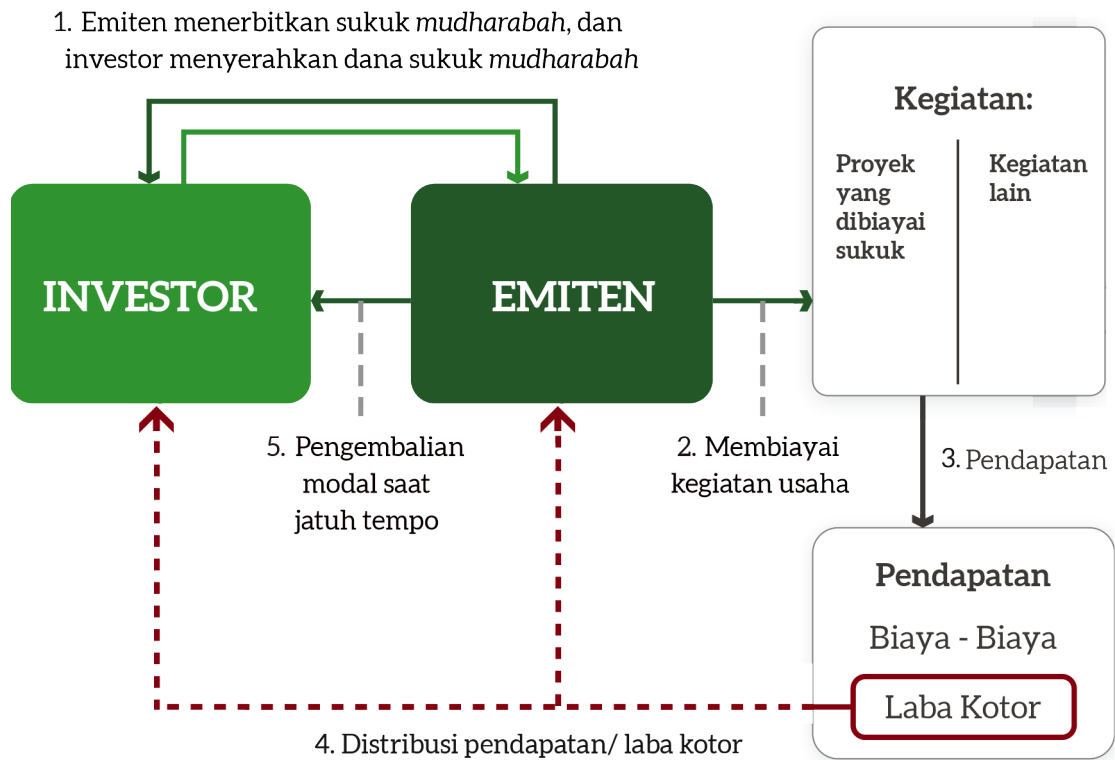 1. Emiten menerbitkan sukuk mudharabah, dan
investor menyerahkan dana sukuk mudharabah
Kegiatan:
Proyek
yang
dibiayai
sukuk
Kegiatan
lain
INVESTOR
EMITEN
5. Pengembalian
modal saat
jatuh tempo
2. Membiayai
kegiatan usaha
3. Pendapatan
Pendapatan
Biaya - Biaya
Laba Kotor
4. Distribusi pendapatan/ laba kotor